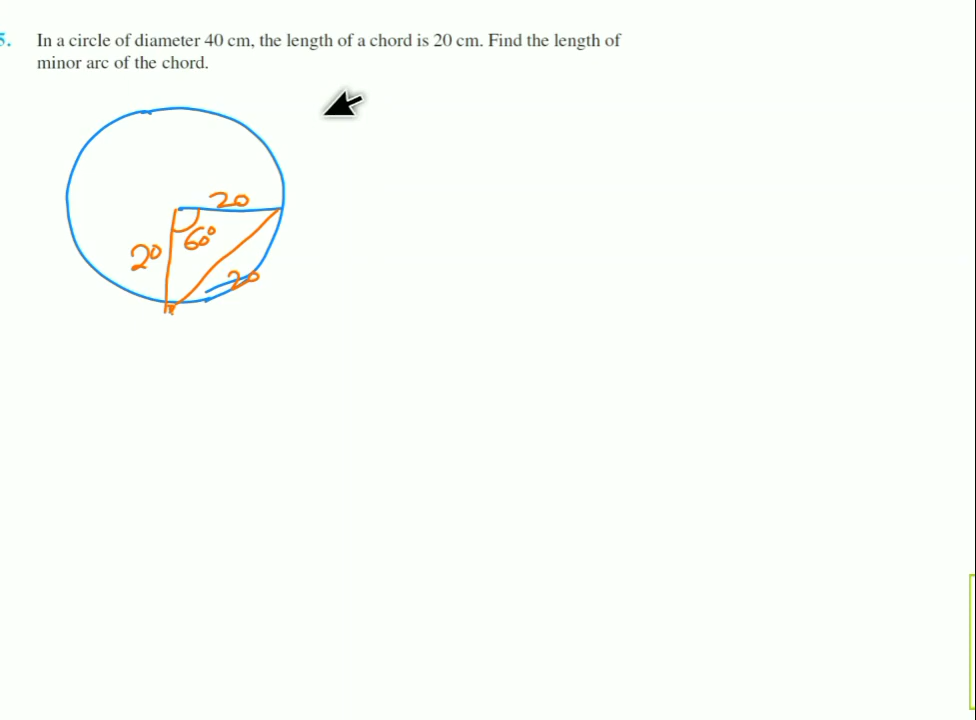 5. In a circle of diameter 40 cm, the length of a chord is 20 cm. Find the length of
minor arc of the chord.
20
20
60°
20